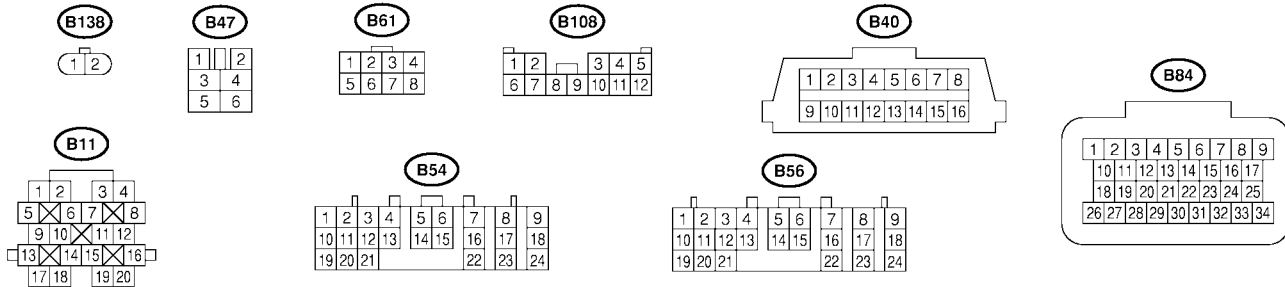 B138
1 2
B47
1 2
3 4
5 6
B61
1 2 3 4
5 6 7 8
B108
1 2 3 4 5
6 7 8 9 10 11 12
B40
1 2 3 4 5 6 7 8
9 10 11 12 13 14 15 16
B84
1 2 3 4 5 6 7 8 9
10 11 12 13 14 15 16 17
18 19 20 21 22 23 24 25
26 27 28 29 30 31 32 33 34
B11
1 2 3 4
5 6 7 8
9 10 11 12
13 14 15 16
17 18 19 20
B54
1 2 3 4 5 6 7 8 9
10 11 12 13 14 15 16 17 18
19 20 21 22 23 24
B56
1 2 3 4 5 6 7 8 9
10 11 12 13 14 15 16 17 18
19 20 21 22 23 24